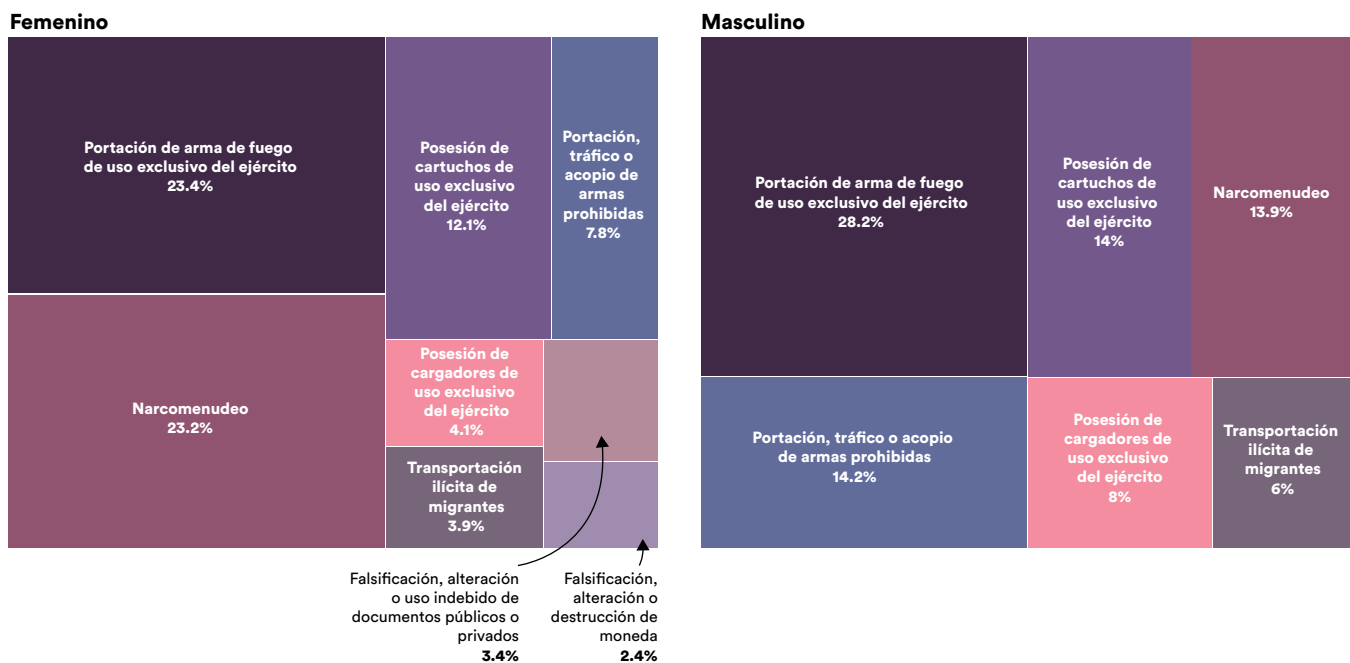 Femenino
Portación de arma de fuego
de uso exclusivo del ejército
23.4%
Posesión de
cartuchos de
uso exclusivo
del ejército
12.1%
Portación,
tráfico o
acopio de
armas
prohibidas
7.8%
Narcomenudeo
23.2%
Posesión de
cargadores de
uso exclusivo
del ejército
4.1%
Transportación
ilícita de
migrantes
3.9%
Falsificación, alteración
o uso indebido de
documentos públicos o
privados
3.4%
Falsificación,
alteración o
destrucción de
moneda
2.4%
Masculino
Portación de arma de fuego
de uso exclusivo del ejército
28.2%
Posesión de
cartuchos de
uso exclusivo
del ejército
14%
Narcomenudeo
13.9%
Portación, tráfico o acopio
de armas prohibidas
14.2%
Posesión de
cargadores de
uso exclusivo
del ejército
8%
Transportación
ilícita de
migrantes
6%